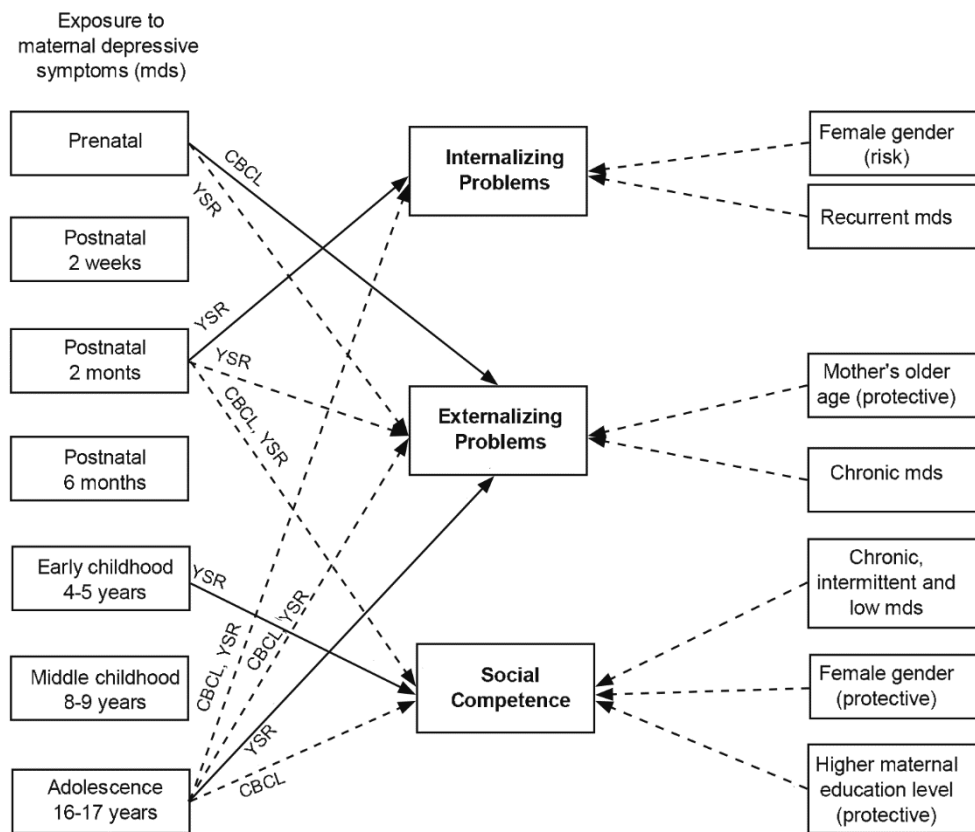 Exposure to
maternal depressive
symptoms (mds)
Prenatal
Postnatal
2 weeks
Postnatal
2 monts
Postnatal
6 months
Early childhood
4-5 years
Middle childhood
8-9 years
Adolescence
16-17 years
CBCL
YSR
YSR
YSR
CBCL, YSR
YSR
CBCL, YSR
CBCL, YSR
YSR
CBCL
Internalizing
Problems
Externalizing
Problems
Social
Competence
Female gender
(risk)
Recurrent mds
Mother's older
age (protective)
Chronic mds
Chronic,
intermittent and
low mds
Female gender
(protective)
Higher maternal
education level
(protective)